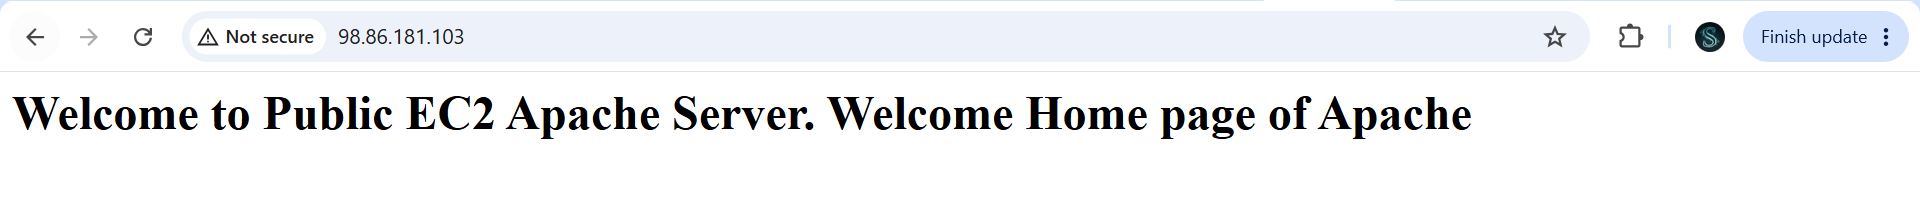 Not secure 98.86.181.103 Finish update
Welcome to Public EC2 Apache Server. Welcome Home page of Apache